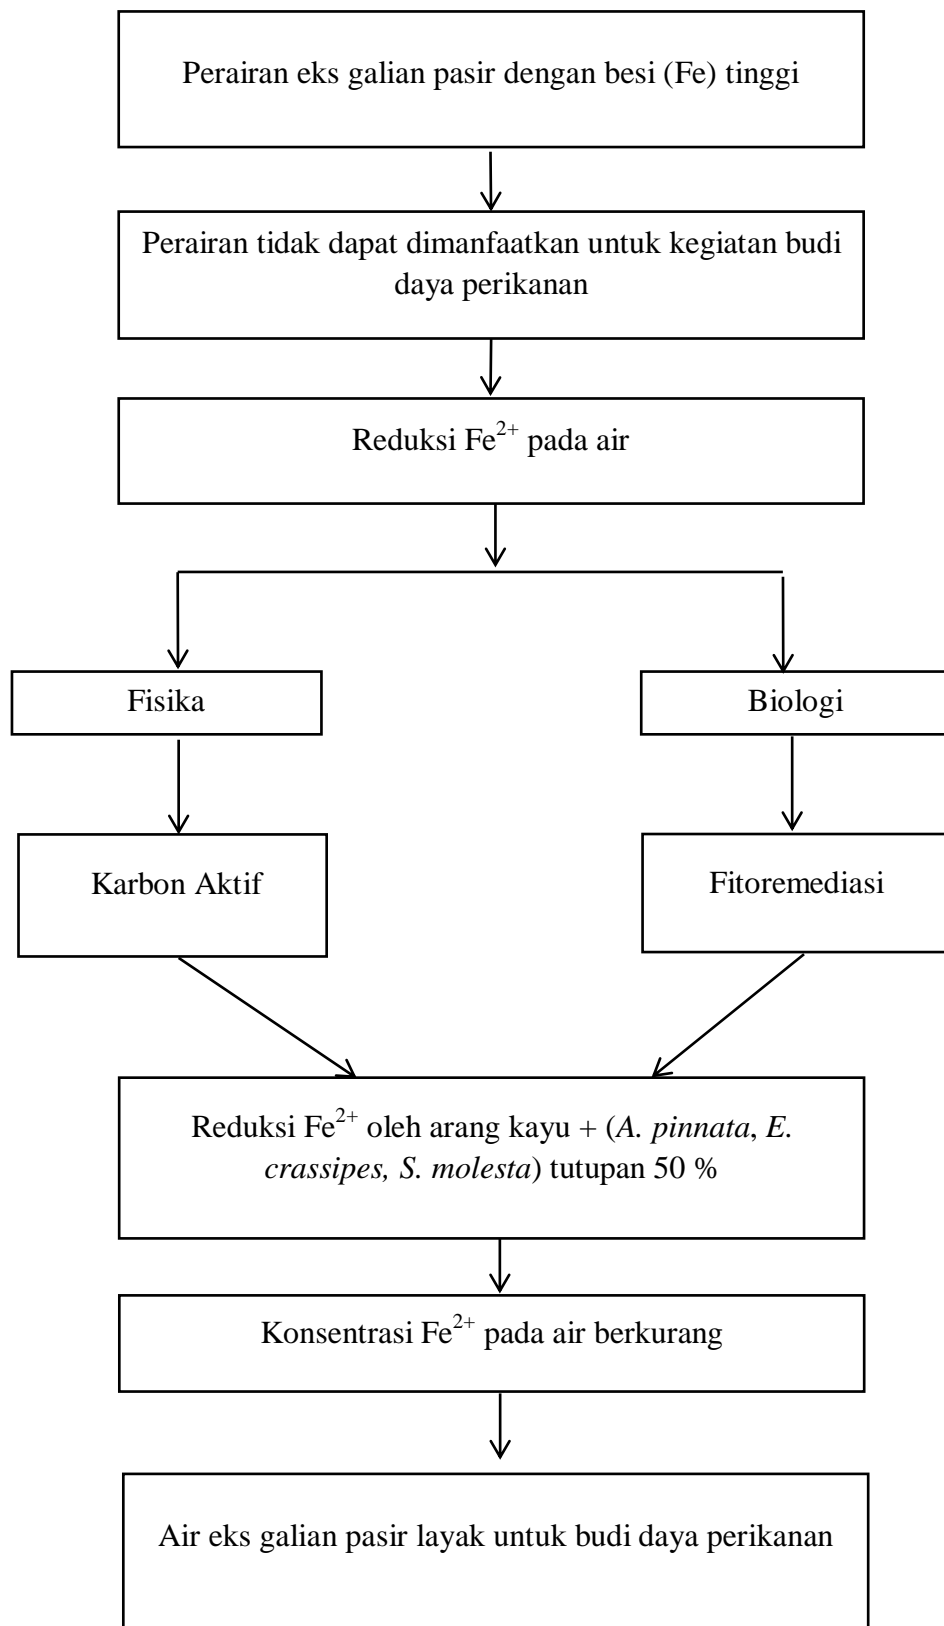 Perairan eks galian pasir dengan besi (Fe) tinggi
Perairan tidak dapat dimanfaatkan untuk kegiatan budi
daya perikanan
Reduksi Fe²⁺ pada air
Fisika
Biologi
Karbon Aktif
Fitoremediasi
Reduksi Fe²⁺ oleh arang kayu + (A. pinnata, E.
crassipes, S. molesta) tutupan 50 %
Konsentrasi Fe²⁺ pada air berkurang
Air eks galian pasir layak untuk budi daya perikanan